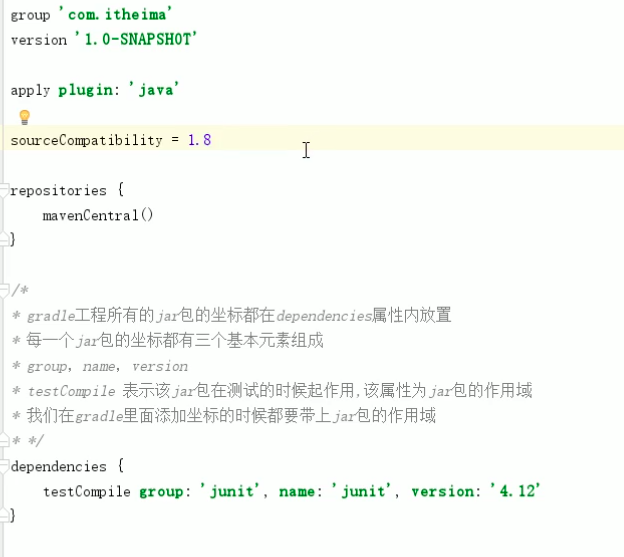 group 'com.itheima'
version '1.0-SNAPSHOT'
apply plugin: 'java'
sourceCompatibility = 1.8
repositories {
mavenCentral()
}
/*
* gradle工程所有的jar包的坐标都在dependencies属性内放置
* 每一个jar包的坐标都有三个基本元素组成
* group, name, version
* testCompile 表示该jar包在测试的时候起作用,该属性为jar包的作用域
* 我们在gradle里面添加坐标的时候都要带上jar包的作用域
* */
dependencies {
testCompile group: 'junit', name: 'junit', version: '4.12'
}